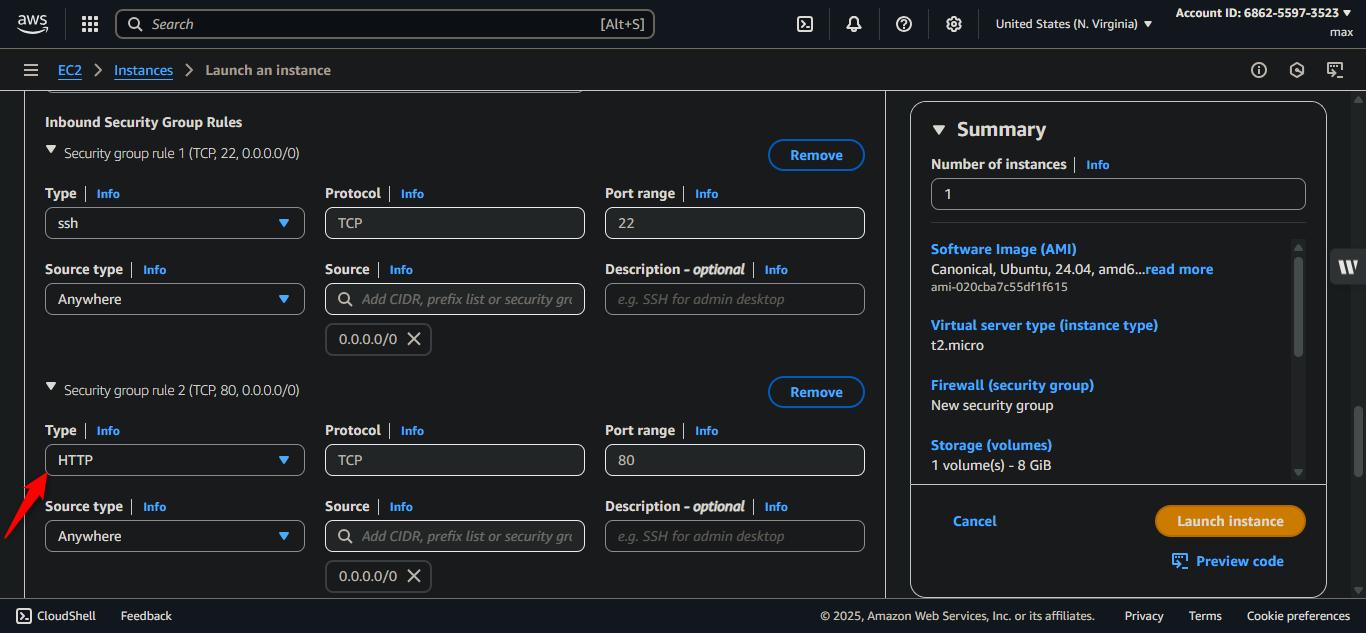 aws
Search [Alt+S]
United States (N. Virginia)
Account ID: 6862-5597-3523
max
EC2
Instances
Launch an instance
Inbound Security Group Rules
Security group rule 1 (TCP, 22, 0.0.0.0/0)
Remove
Type Info
Protocol Info
Port range Info
ssh
TCP
22
Source type Info
Source Info
Description - optional Info
Anywhere
Add CIDR, prefix list or security gr
e.g. SSH for admin desktop
0.0.0.0/0
Security group rule 2 (TCP, 80, 0.0.0.0/0)
Remove
Type Info
Protocol Info
Port range Info
HTTP
TCP
80
Source type Info
Source Info
Description - optional Info
Anywhere
Add CIDR, prefix list or security gr
e.g. SSH for admin desktop
0.0.0.0/0
Summary
Number of instances Info
1
Software Image (AMI)
Canonical, Ubuntu, 24.04, amd6...read more
ami-020cba7c55df1f615
Virtual server type (instance type)
t2.micro
Firewall (security group)
New security group
Storage (volumes)
1 volume(s) - 8 GiB
Cancel
Launch instance
Preview code
W
CloudShell
Feedback
© 2025, Amazon Web Services, Inc. or its affiliates.
Privacy
Terms
Cookie preferences